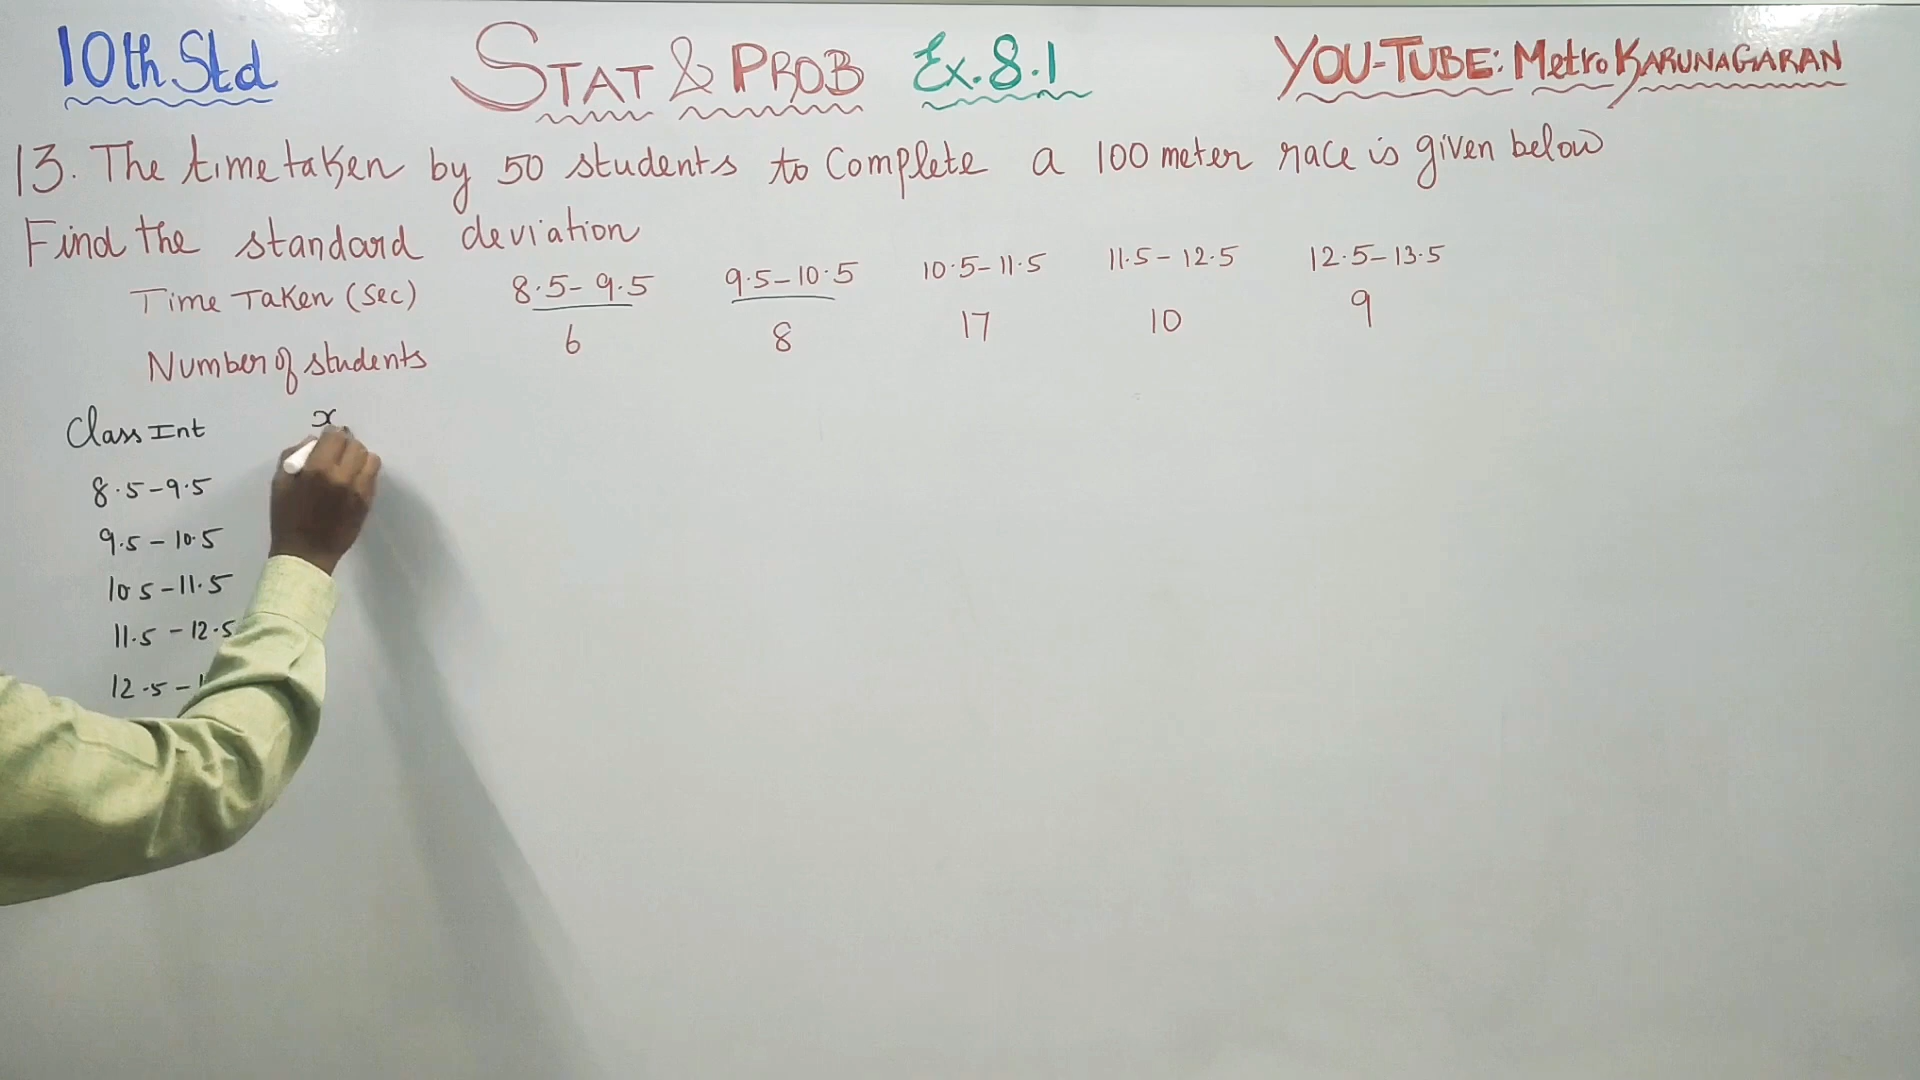 10th Std STAT & PROB Ex.8.1 YOU-TUBE: Metro KARUNAGARAN
13. The time taken by 50 students to Complete a 100 meter race is given below
Find the standard deviation
Time Taken (Sec) 8.5-9.5 9.5-10.5 10.5-11.5 11.5-12.5 12.5-13.5
Number of students 6 8 17 10 9
Class Int x
8.5-9.5
9.5-10.5
10 5-11.5
11.5-12.5
12.5-